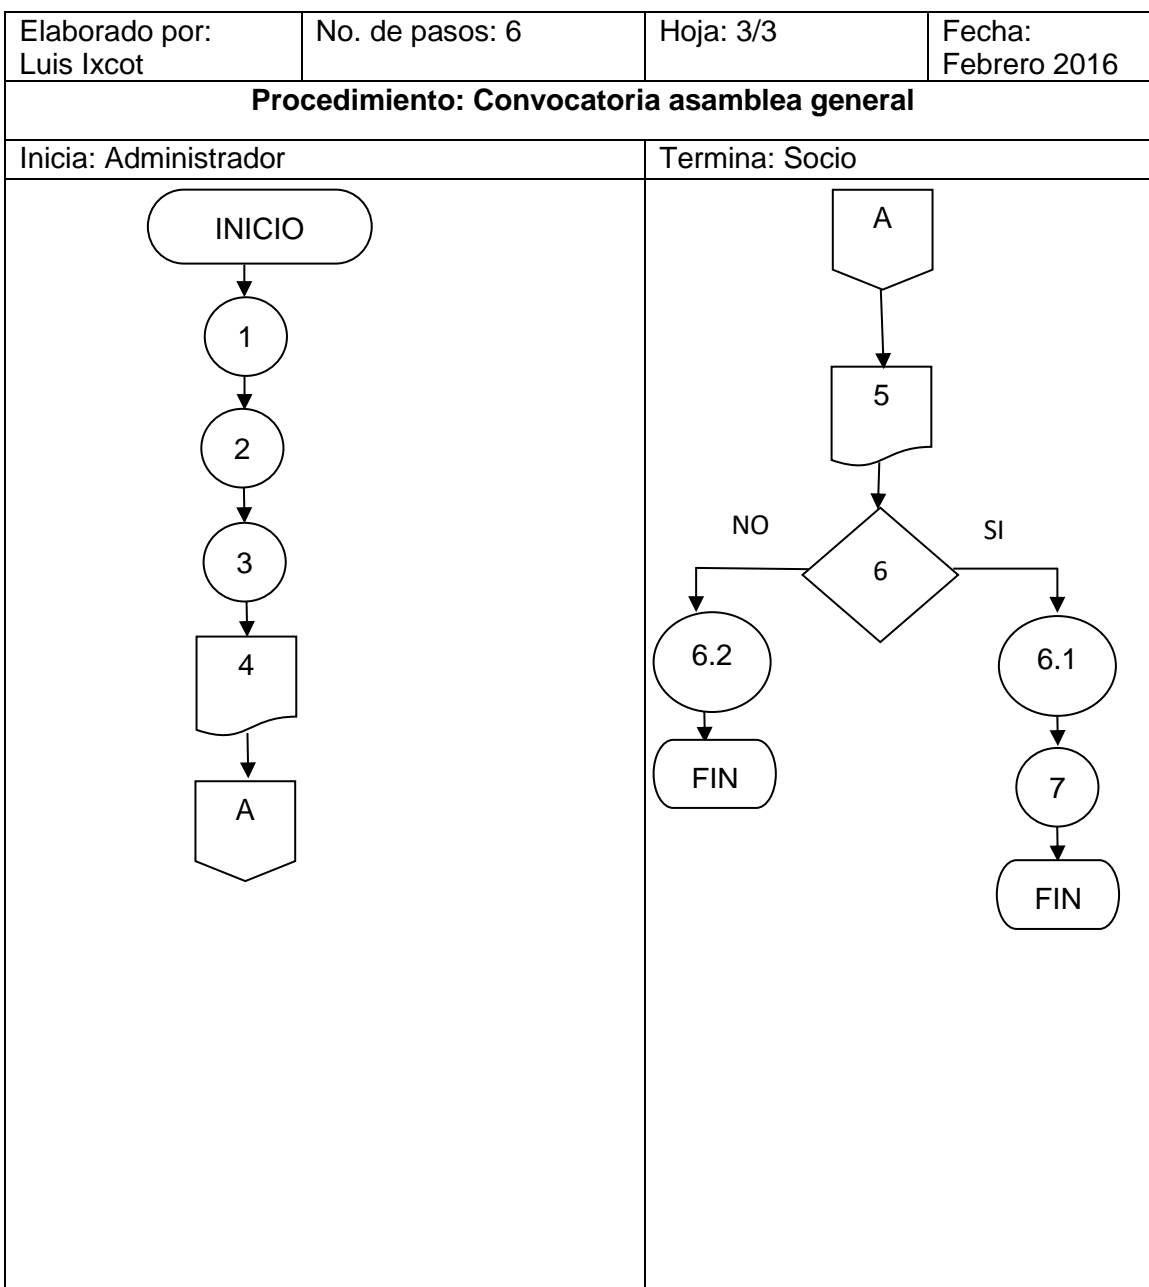 Elaborado por:
Luis Ixcot
No. de pasos: 6
Hoja: 3/3
Fecha:
Febrero 2016
Procedimiento: Convocatoria asamblea general
Inicia: Administrador
Termina: Socio
INICIO
1
2
3
4
A
A
5
NO
SI
6
6.2
6.1
FIN
7
FIN